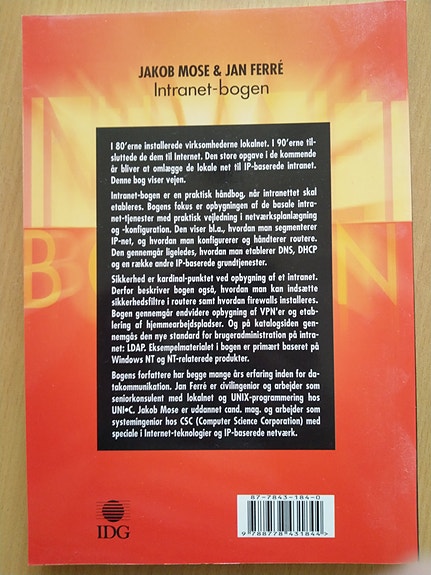 JAKOB MOSE & JAN FERRÉ
Intranet-bogen
I 80'erne installerede virksomhederne lokalnet. I 90'erne til-
sluttede de dem til Internet. Den store opgave i de kommende
år bliver at omlægge de lokale net til IP-baserede intranet.
Denne bog viser vejen.
Intranet-bogen er en praktisk håndbog, når intranettet skal
etableres. Bogens fokus er opbygningen af de basale intra-
net-tjenester med praktisk vejledning i netværksplanlægning
og -konfiguration. Den viser bl.a., hvordan man segmenterer
IP-net, og hvordan man konfigurerer og håndterer routere.
Den gennemgår ligeledes, hvordan man etablerer DNS, DHCP
og en række andre IP-baserede grundtjenester.
Sikkerhed er kardinal-punktet ved opbygning af et intranet.
Derfor beskriver bogen også, hvordan man kan indsætte
sikkerhedsfiltre i routere samt hvordan firewalls installeres.
Bogen gennemgår endvidere opbygning af VPN'er og etab-
lering af hjemmearbejdspladser. Og på katalogsiden gen-
nemgås den nye standard for brugeradministration på intra-
net: LDAP. Eksempelmaterialet i bogen er primært baseret på
Windows NT og NT-relaterede produkter.
Bogens forfattere har begge mange års erfaring inden for da-
takommunikation. Jan Ferré er civilingeniør og arbejder som
seniorkonsulent med lokalnet og UNIX-programmering hos
UNI•C. Jakob Mose er uddannet cand. mag. og arbejder som
systemingeniør hos CSC (Computer Science Corporation) med
speciale i Internet-teknologier og IP-baserede netværk.
IDG
87-7843-184-0
9 788778 431844 >